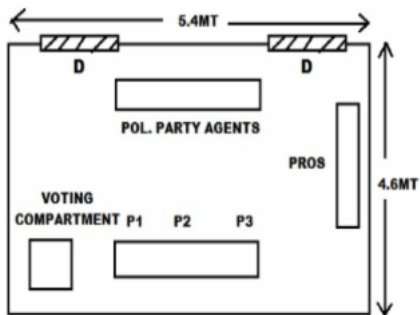 5.4MT
D D
POL. PARTY AGENTS
PROS
4.6MT
VOTING
COMPARTMENT P1 P2 P3